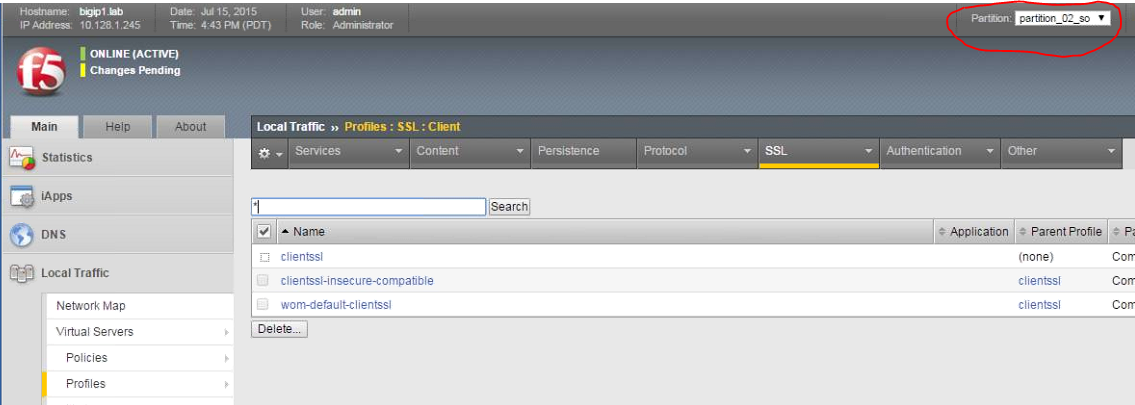 Hostname: bigip1.lab Date: Jul 15, 2015 User: admin
IP Address: 10.128.1.245 Time: 4:43 PM (PDT) Role: Administrator
Partition: partition_02_so
f5
ONLINE (ACTIVE)
Changes Pending
Main Help About
Local Traffic ›› Profiles : SSL : Client
Services Content Persistence Protocol SSL Authentication Other
Statistics
iApps
DNS
Local Traffic
Network Map
Virtual Servers
Policies
Profiles
* Search
Name Application Parent Profile Pa
clientssl (none) Com
clientssl-insecure-compatible clientssl Com
wom-default-clientssl clientssl Com
Delete...